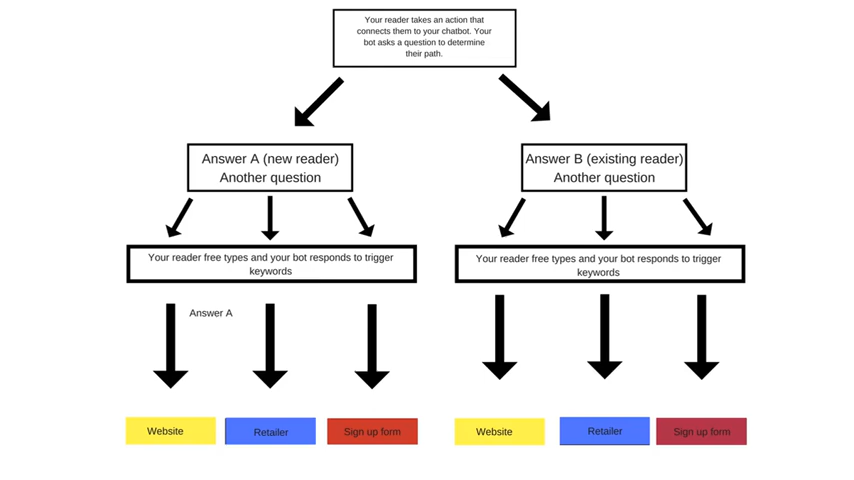 Your reader takes an action that
connects them to your chatbot. Your
bot asks a question to determine
their path.
Answer A (new reader)
Another question
Answer B (existing reader)
Another question
Your reader free types and your bot responds to trigger
keywords
Your reader free types and your bot responds to trigger
keywords
Answer A
Website
Retailer
Sign up form
Website
Retailer
Sign up form